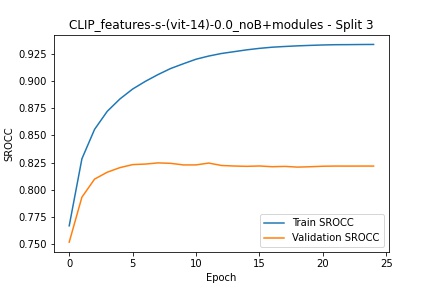 CLIP_features-s-(vit-14)-0.0_noB+modules - Split 3
SROCC
0.925
0.900
0.875
0.850
0.825
0.800
0.775
0.750
Train SROCC
Validation SROCC
0 5 10 15 20 25
Epoch